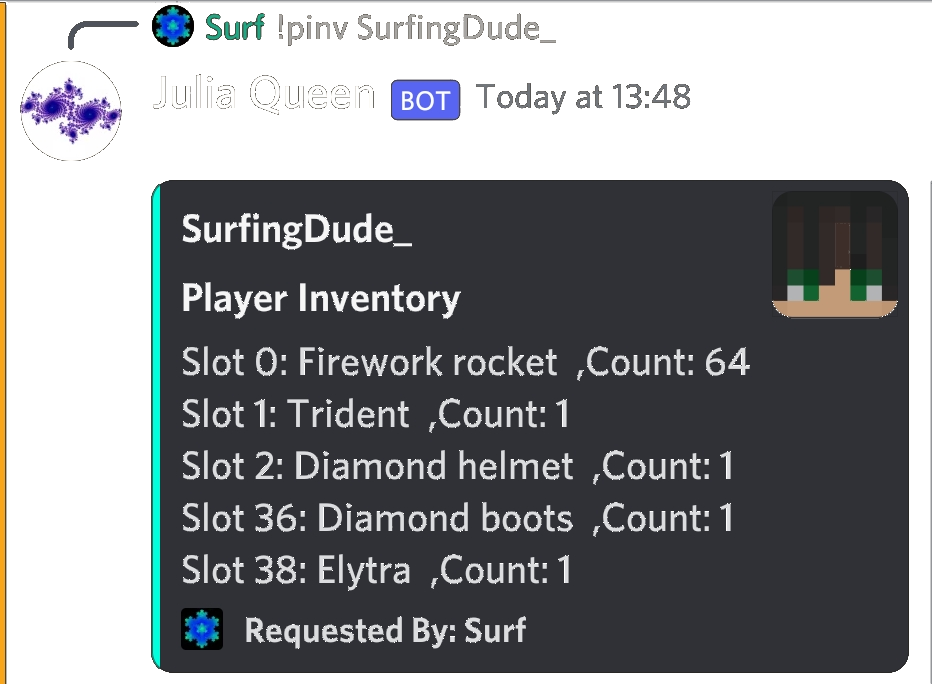 Surf !pinv SurfingDude_
Julia Queen BOT Today at 13:48
SurfingDude_
Player Inventory
Slot 0: Firework rocket ,Count: 64
Slot 1: Trident ,Count: 1
Slot 2: Diamond helmet ,Count: 1
Slot 36: Diamond boots ,Count: 1
Slot 38: Elytra ,Count: 1
Requested By: Surf